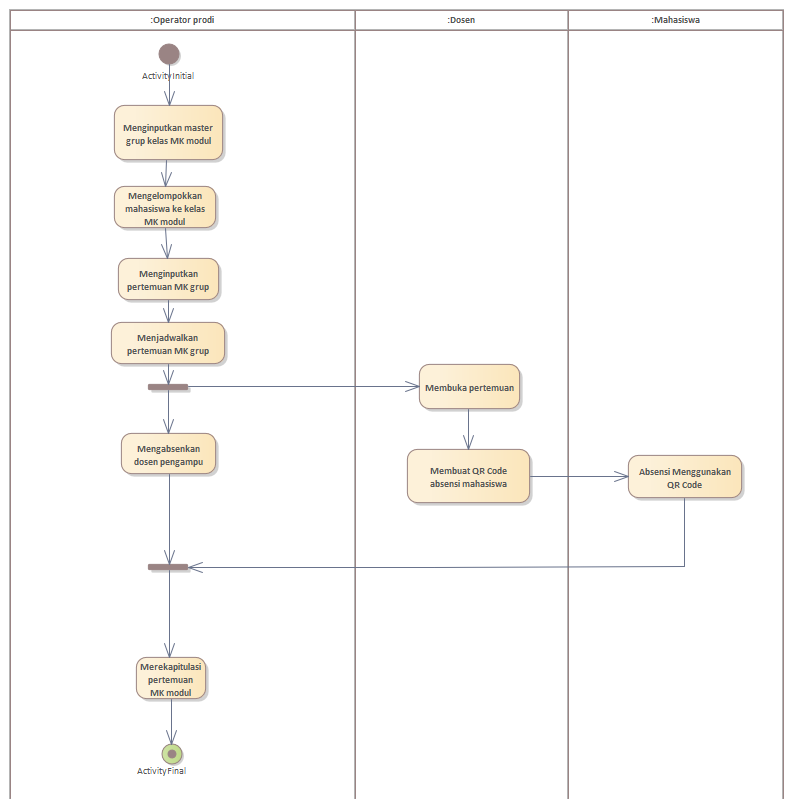 :Operator prodi
:Dosen
:Mahasiswa
ActivityInitial
Menginputkan master
grup kelas MK modul
Mengelompokkan
mahasiswa ke kelas
MK modul
Menginputkan
pertemuan MK grup
Menjadwalkan
pertemuan MK grup
Membuka pertemuan
Mengabsenkan
dosen pengampu
Membuat QR Code
absensi mahasiswa
Absensi Menggunakan
QR Code
Merekapitulasi
pertemuan
MK modul
ActivityFinal